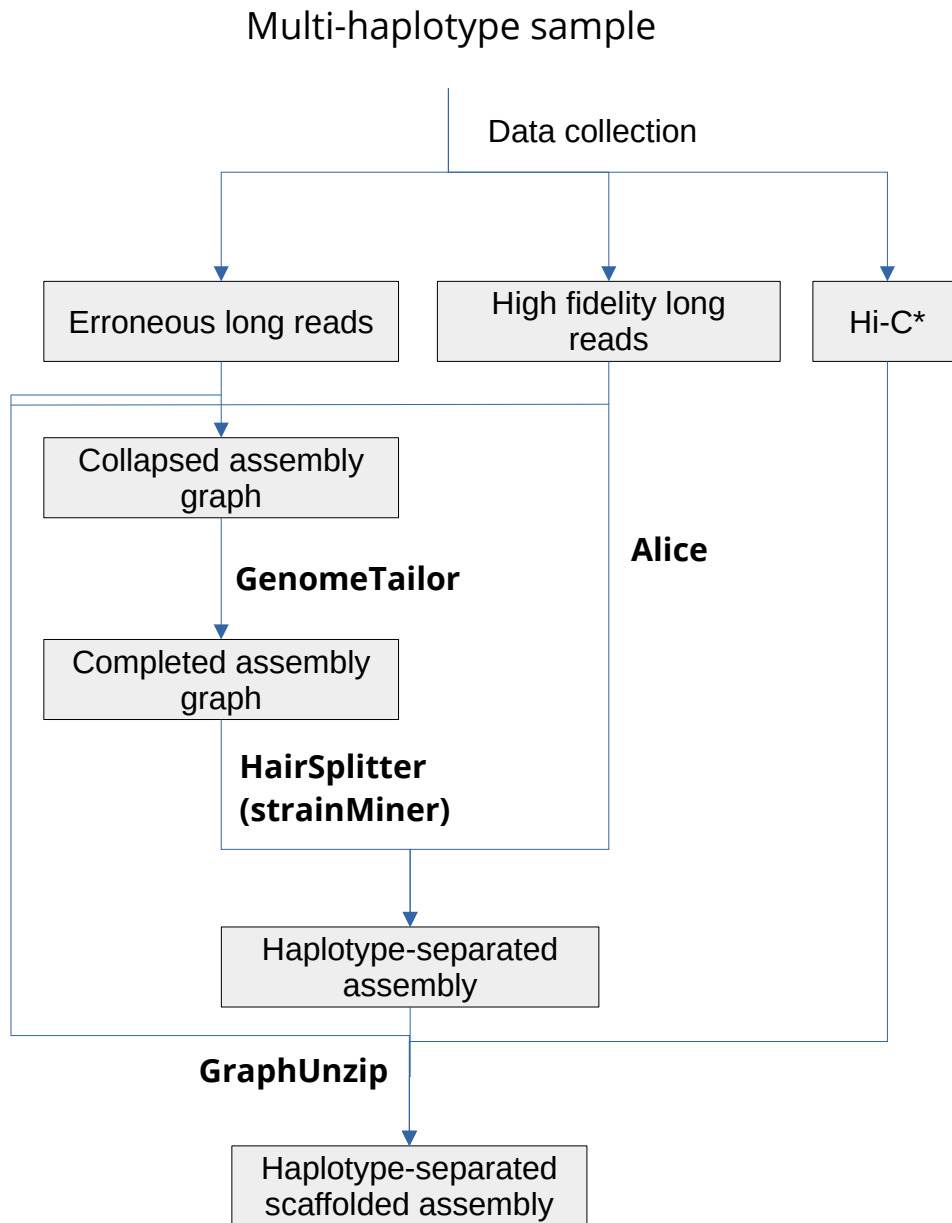 Multi-haplotype sample
Data collection
Erroneous long reads
High fidelity long
reads
Hi-C*
Collapsed assembly
graph
Alice
GenomeTailor
Completed assembly
graph
HairSplitter
(strainMiner)
Haplotype-separated
assembly
GraphUnzip
Haplotype-separated
scaffolded assembly